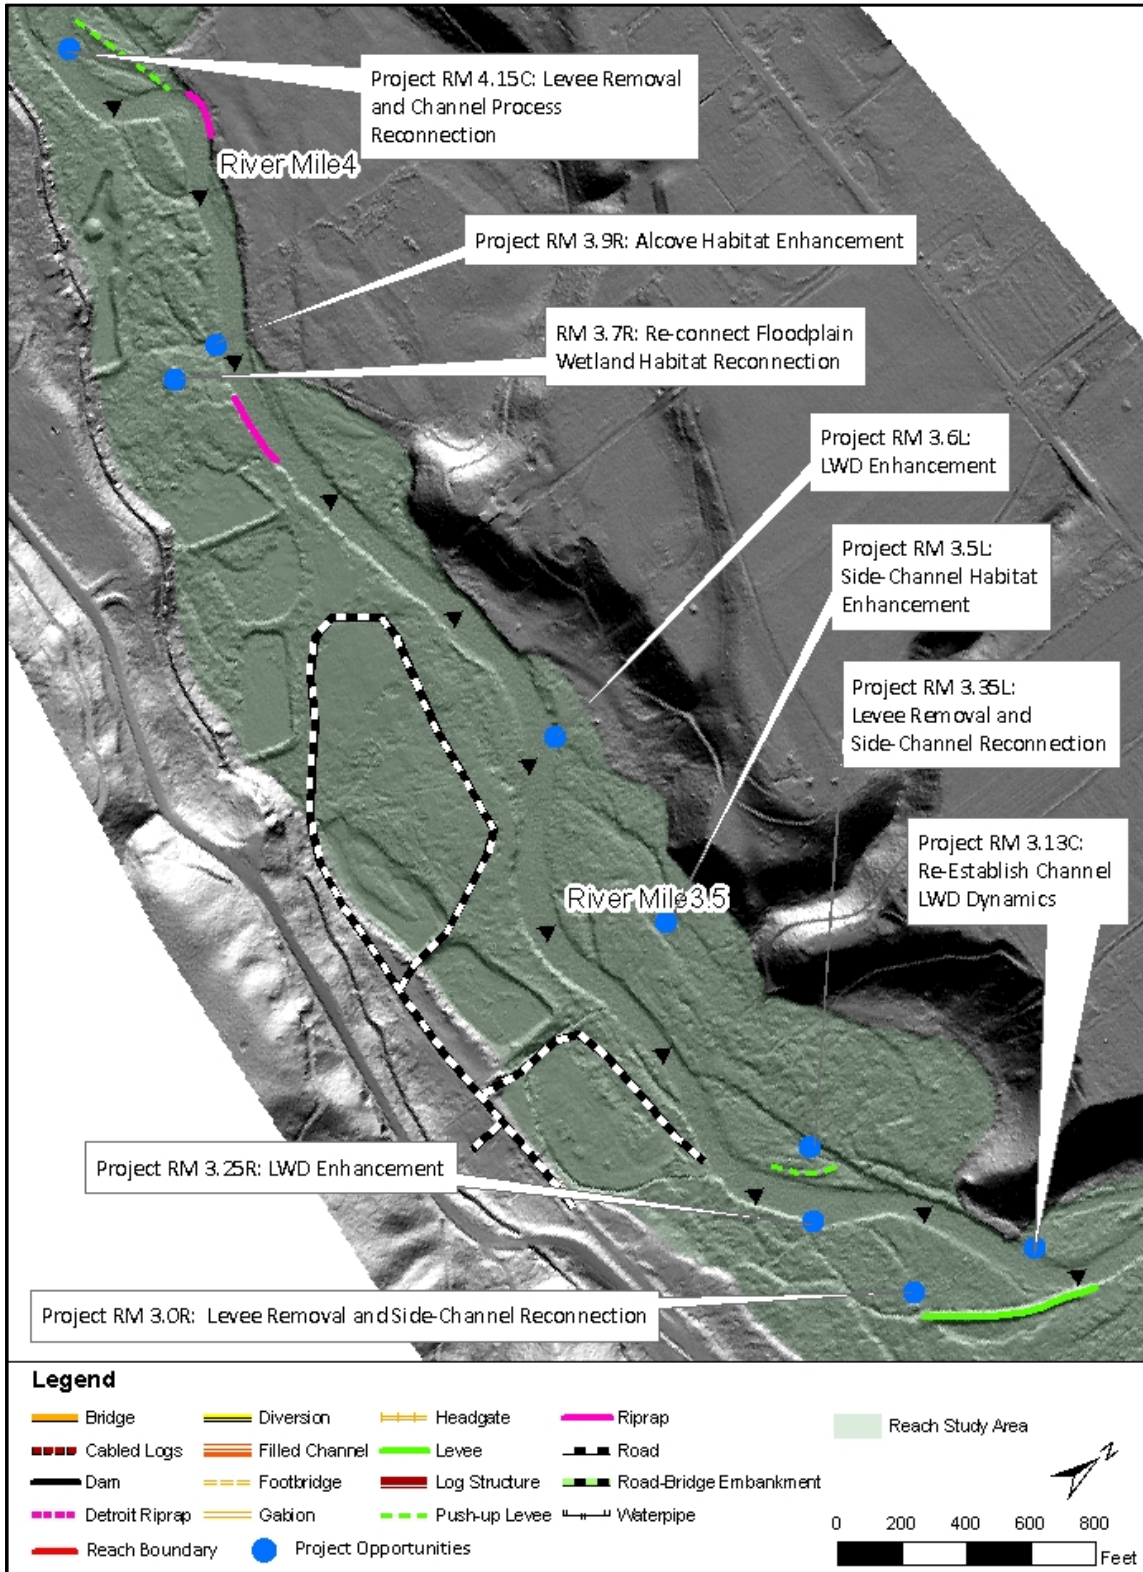 Project RM 4.15C: Levee Removal
and Channel Process
Reconnection
River Mile4
Project RM 3.9R: Alcove Habitat Enhancement
RM 3.7R: Re-connect Floodplain
Wetland Habitat Reconnection
Project RM 3.6L:
LWD Enhancement
Project RM 3.5L:
Side-Channel Habitat
Enhancement
Project RM 3.35L:
Levee Removal and
Side-Channel Reconnection
Project RM 3.13C:
Re-Establish Channel
LWD Dynamics
River Mile3.5
Project RM 3.25R: LWD Enhancement
Project RM 3.0R: Levee Removal and Side-Channel Reconnection
Legend
Bridge
Diversion
Headgate
Riprap
Reach Study Area
Cabled Logs
Filled Channel
Levee
Road
Dam
Footbridge
Log Structure
Road-Bridge Embankment
Detroit Riprap
Gabion
Push-up Levee
Waterpipe
Reach Boundary
Project Opportunities
N
0 200 400 600 800
Feet